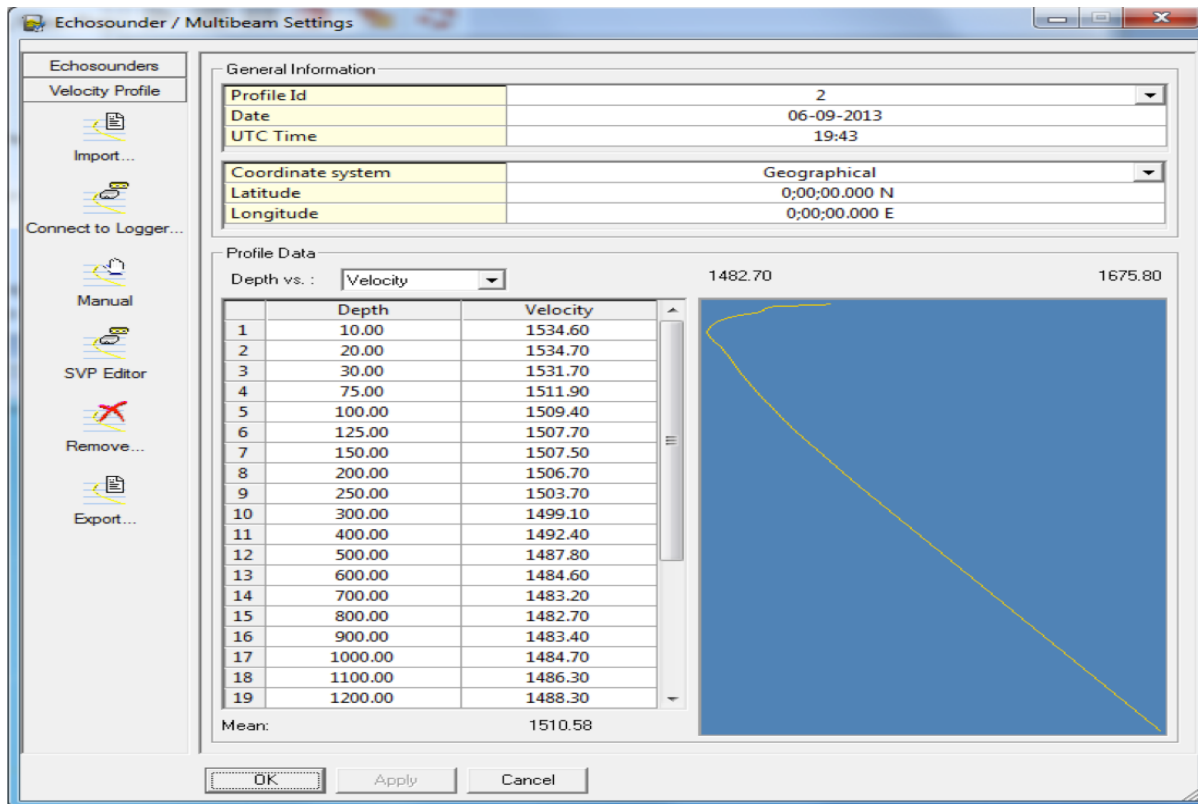 Echosounder / Multibeam Settings
Echosounders
Velocity Profile
Import...
Connect to Logger...
Manual
SVP Editor
Remove...
Export...
General Information
Profile Id 2
Date 06-09-2013
UTC Time 19:43
Coordinate system Geographical
Latitude 0;00;00.000 N
Longitude 0;00;00.000 E
Profile Data
Depth vs. : Velocity
1482.70 1675.80
Depth Velocity
1 10.00 1534.60
2 20.00 1534.70
3 30.00 1531.70
4 75.00 1511.90
5 100.00 1509.40
6 125.00 1507.70
7 150.00 1507.50
8 200.00 1506.70
9 250.00 1503.70
10 300.00 1499.10
11 400.00 1492.40
12 500.00 1487.80
13 600.00 1484.60
14 700.00 1483.20
15 800.00 1482.70
16 900.00 1483.40
17 1000.00 1484.70
18 1100.00 1486.30
19 1200.00 1488.30
Mean: 1510.58
OK Apply Cancel